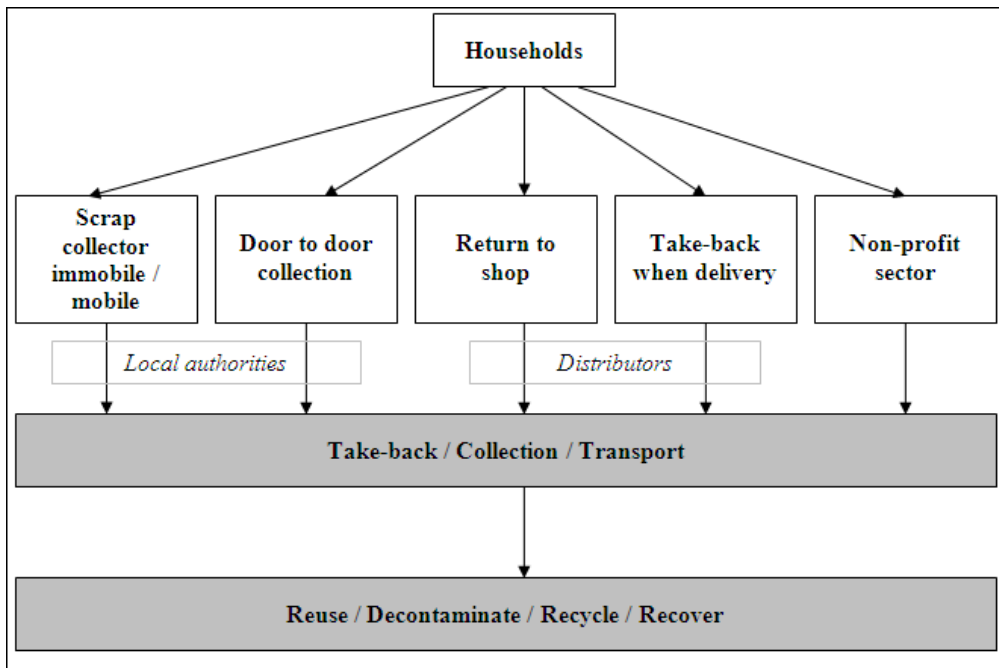 Households
Scrap
collector
immobile /
mobile
Door to door
collection
Return to
shop
Take-back
when delivery
Non-profit
sector
Local authorities
Distributors
Take-back / Collection / Transport
Reuse / Decontaminate / Recycle / Recover